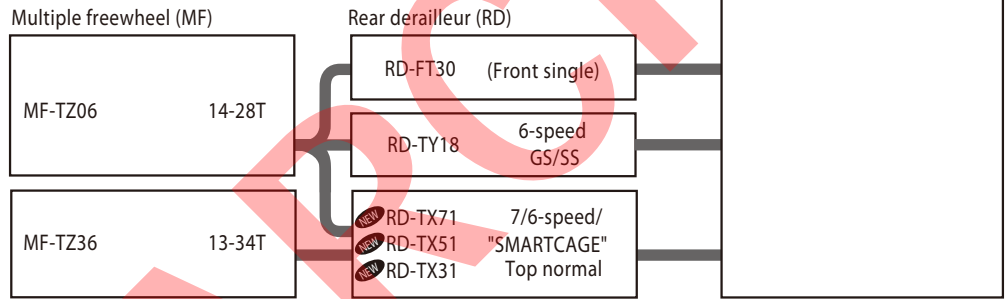 Multiple freewheel (MF)
Rear derailleur (RD)
MF-TZ06 14-28T
RD-FT30 (Front single)
RD-TY18 6-speed
GS/SS
MF-TZ36 13-34T
NEW RD-TX71 7/6-speed/
NEW RD-TX51 "SMARTCAGE"
NEW RD-TX31 Top normal